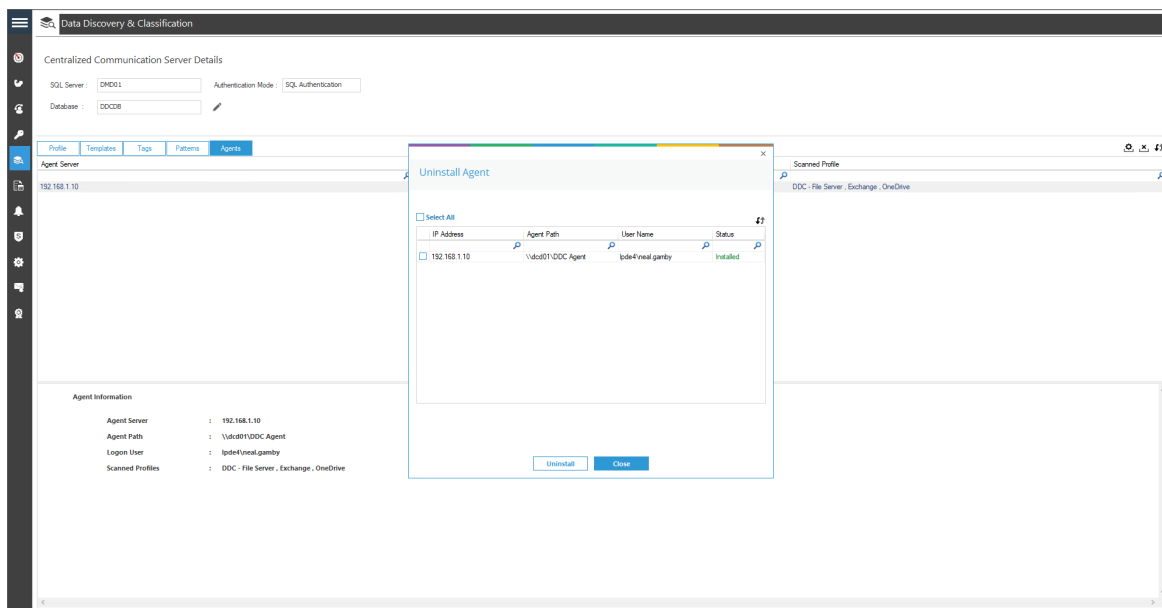 Data Discovery & Classification
Centralized Communication Server Details
SQL Server : DMD01 Authentication Mode : SQL Authentication
Database : DDCDB
Profile Templates Tags Patterns Agents
Agent Server Scanned Profile
192.168.1.10 DDC - File Server , Exchange , OneDrive
Uninstall Agent
Select All
IP Address Agent Path User Name Status
192.168.1.10 \\dcd01\DDC Agent lpde4\neal.gamby Installed
Uninstall Close
Agent Information
Agent Server : 192.168.1.10
Agent Path : \\dcd01\DDC Agent
Logon User : lpde4\neal.gamby
Scanned Profiles : DDC - File Server , Exchange , OneDrive